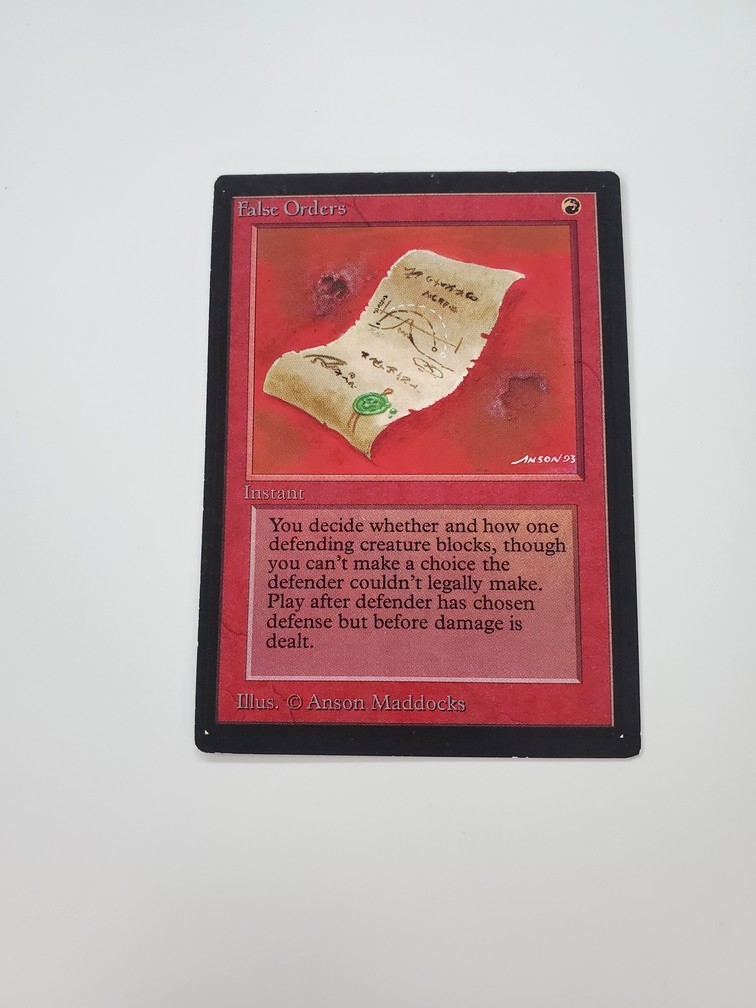 False Orders
ANSON 93
Instant
You decide whether and how one
defending creature blocks, though
you can't make a choice the
defender couldn't legally make.
Play after defender has chosen
defense but before damage is
dealt.
Illus. © Anson Maddocks